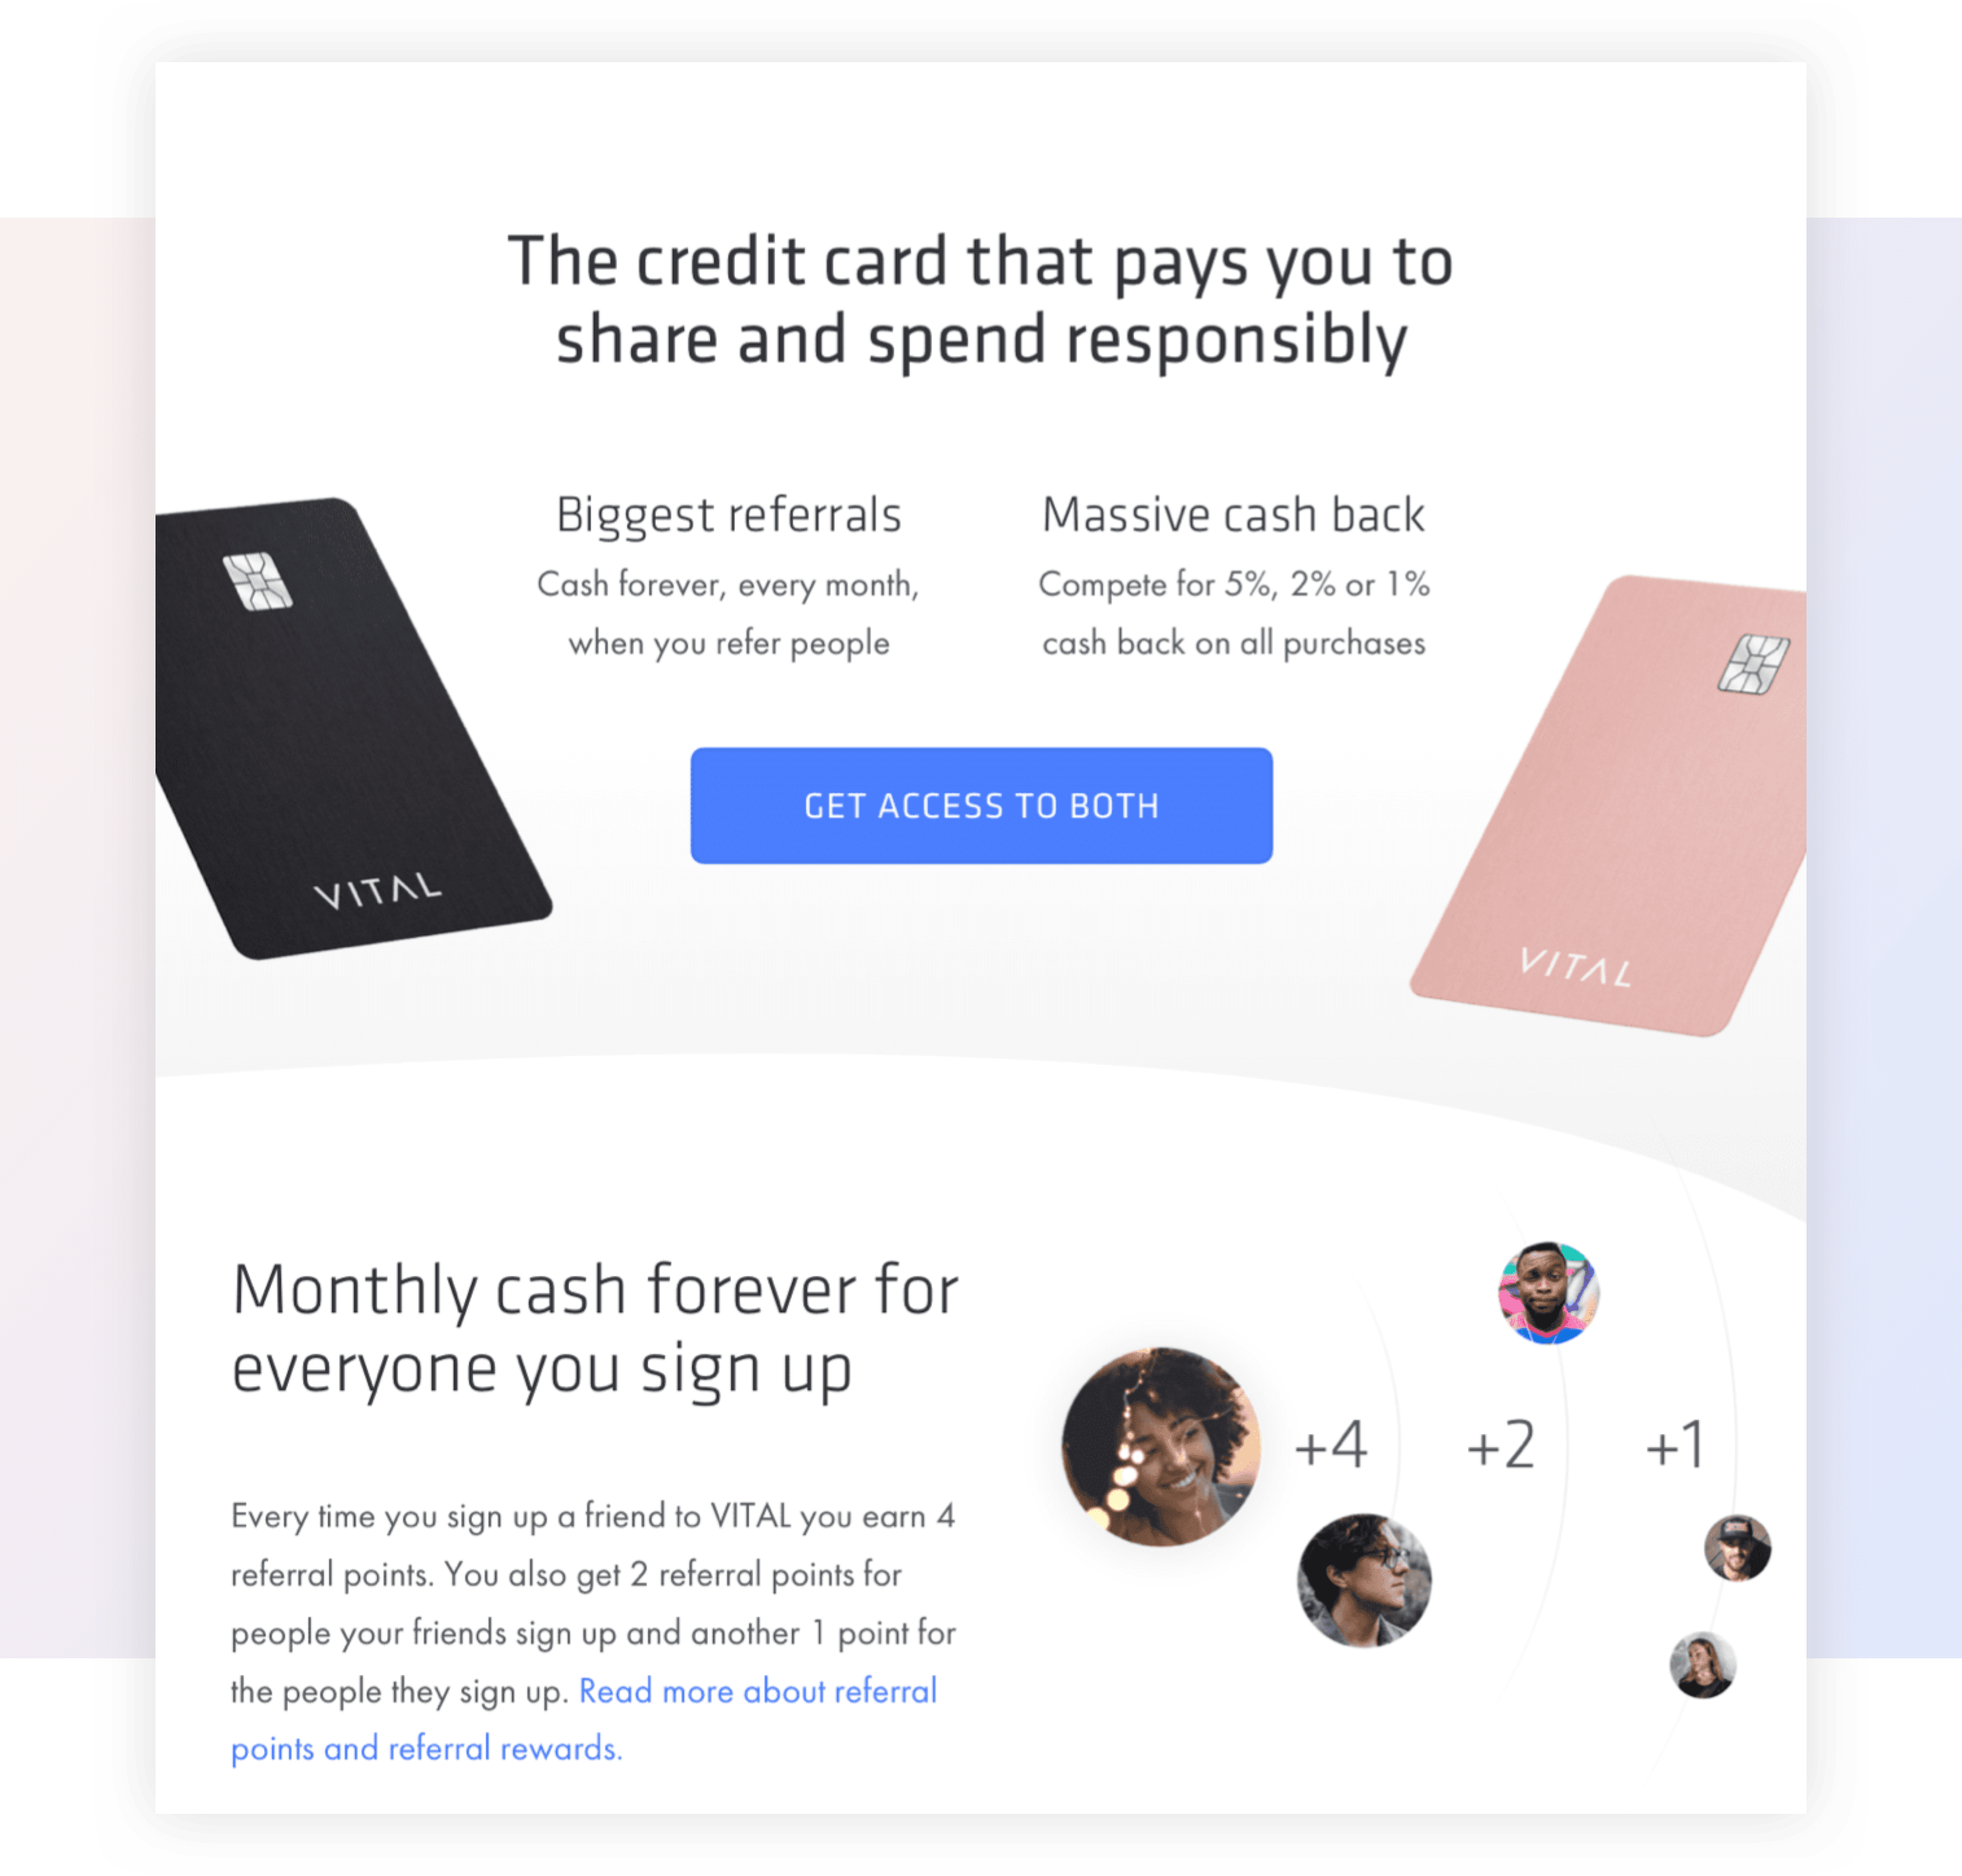 The credit card that pays you to
share and spend responsibly
Biggest referrals
Cash forever, every month,
when you refer people
Massive cash back
Compete for 5%, 2% or 1%
cash back on all purchases
GET ACCESS TO BOTH
VITAL
VITAL
Monthly cash forever for
everyone you sign up
Every time you sign up a friend to VITAL you earn 4
referral points. You also get 2 referral points for
people your friends sign up and another 1 point for
the people they sign up. Read more about referral
points and referral rewards.
+4
+2
+1